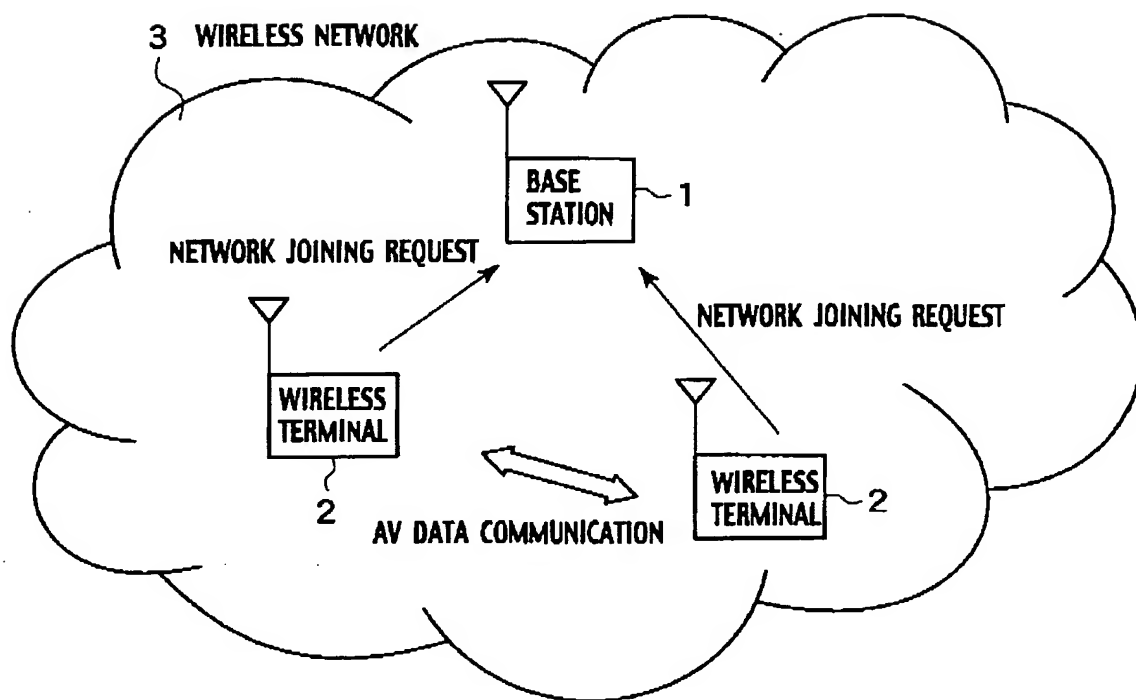 3 WIRELESS NETWORK
BASE
STATION
1
NETWORK JOINING REQUEST
NETWORK JOINING REQUEST
WIRELESS
TERMINAL
2
WIRELESS
TERMINAL
2
AV DATA COMMUNICATION